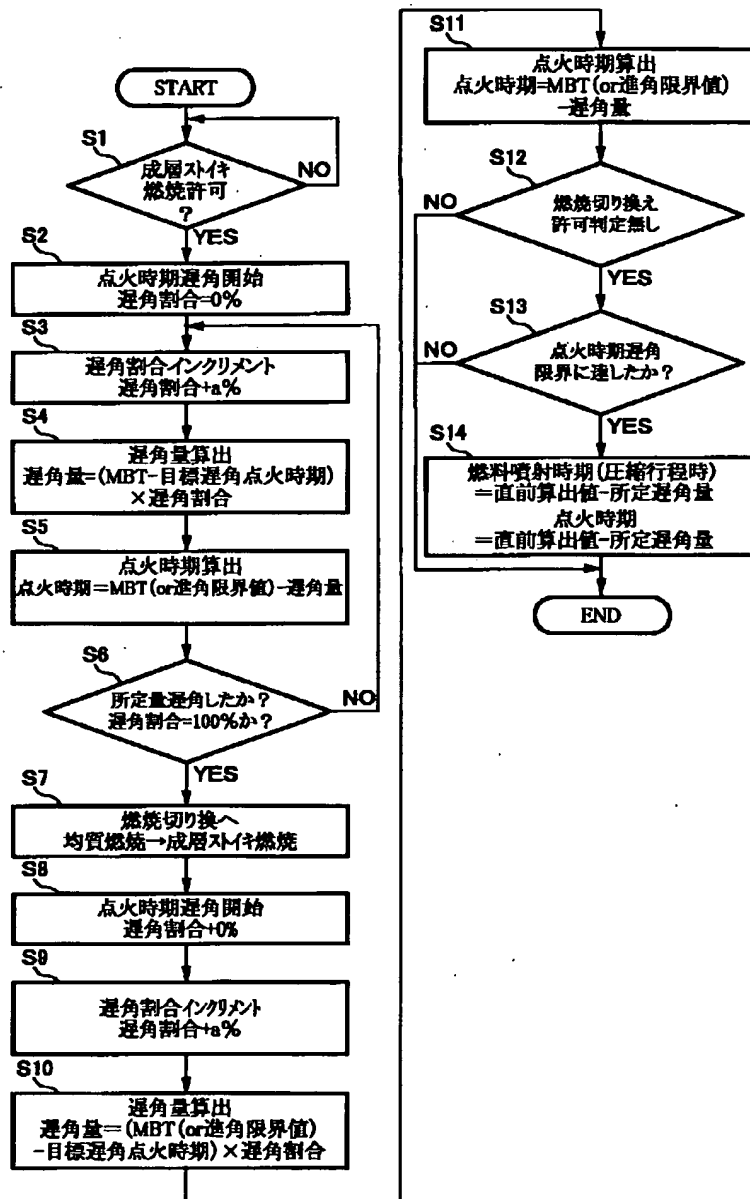 START
S1
成層ストイキ
燃焼許可
?
NO
YES
S2
点火時期遅角開始
遅角割合=0%
S3
遅角割合インクリメント
遅角割合+a%
S4
遅角量算出
遅角量=(MBT-目標遅角点火時期)
×遅角割合
S5
点火時期算出
点火時期=MBT(or進角限界値)-遅角量
S6
所定量遅角したか?
遅角割合=100%か?
NO
YES
S7
燃焼切り換へ
均質燃焼→成層ストイキ燃焼
S8
点火時期遅角開始
遅角割合+0%
S9
遅角割合インクリメント
遅角割合+a%
S10
遅角量算出
遅角量=(MBT(or進角限界値)
-目標遅角点火時期)×遅角割合
S11
点火時期算出
点火時期=MBT(or進角限界値)
-遅角量
S12
燃焼切り換え
許可判定無し
NO
YES
S13
点火時期遅角
限界に達したか?
NO
YES
S14
燃料噴射時期(圧縮行程時)
=直前算出値-所定遅角量
点火時期
=直前算出値-所定遅角量
END